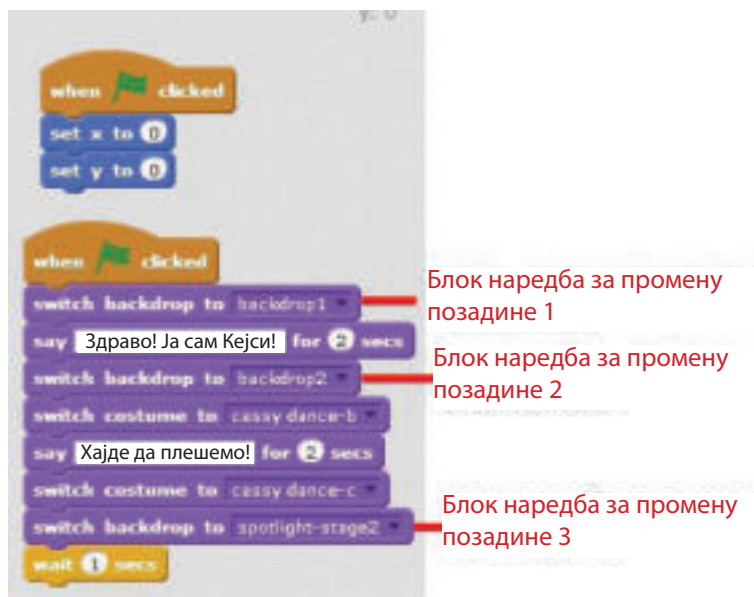 y: 0
when clicked
set x to 0
set y to 0
when clicked
switch backdrop to backdrop1
Блок наредба за промену
позадине 1
say Здраво! Ја сам Кејси! for 2 secs
switch backdrop to backdrop2
Блок наредба за промену
позадине 2
switch costume to cassy dance-b
say Хајде да плешемо! for 2 secs
switch costume to cassy dance-c
switch backdrop to spotlight-stage2
Блок наредба за промену
позадине 3
wait 1 secs